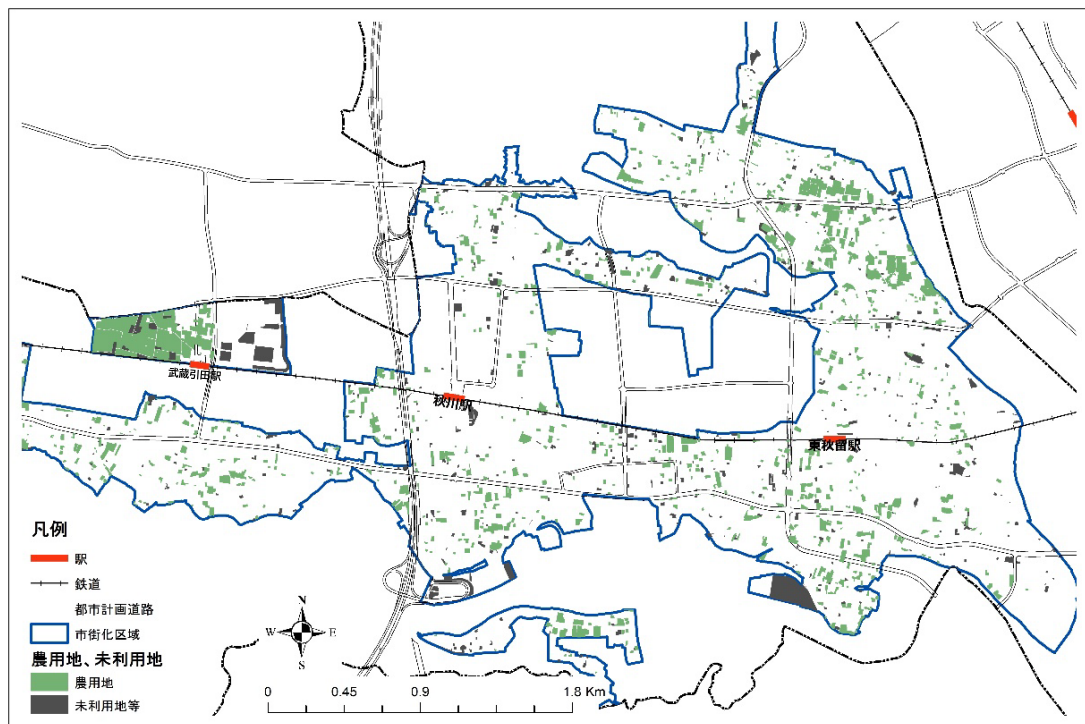 武蔵引田駅
秋川駅
東秋留駅
凡例
駅
鉄道
都市計画道路
市街化区域
農用地、未利用地
農用地
未利用地等
N
W
E
S
0 0.45 0.9 1.8 Km